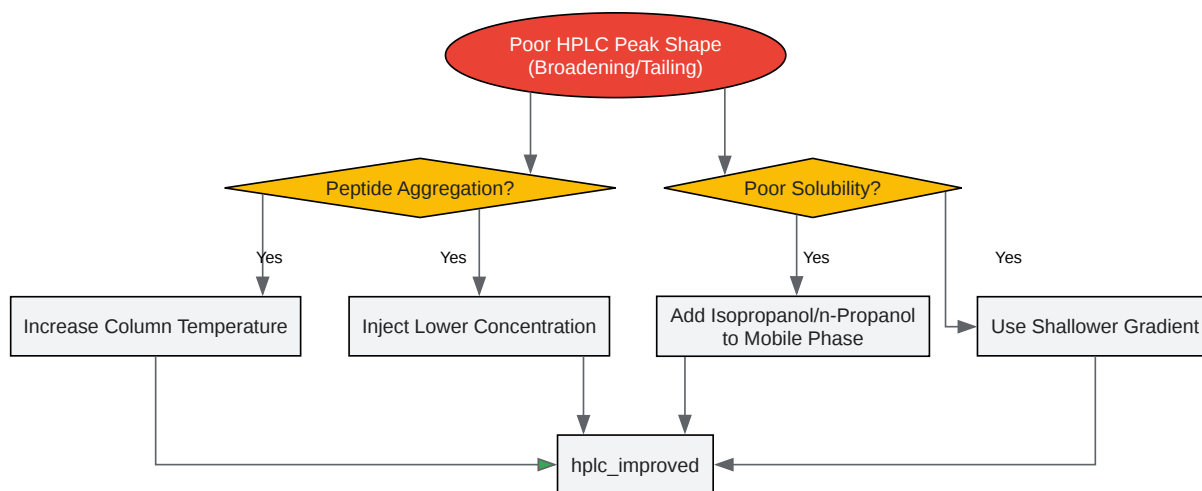 Poor HPLC Peak Shape
(Broadening/Tailing)
Peptide Aggregation?
Poor Solubility?
Yes
Yes
Yes
Yes
Increase Column Temperature
Inject Lower Concentration
Add Isopropanol/n-Propanol
to Mobile Phase
Use Shallower Gradient
hplc_improved